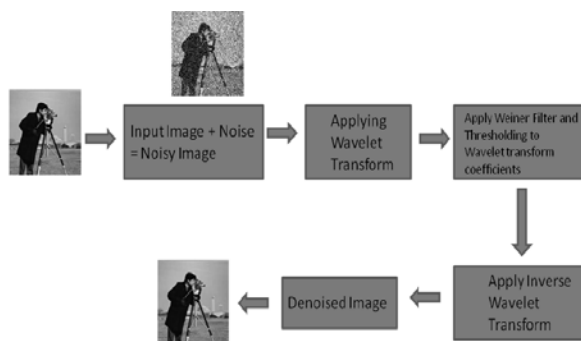 Input Image + Noise
= Noisy Image
Applying
Wavelet
Transform
Apply Weiner Filter and
Thresholding to
Wavelet transform
coefficients
Apply Inverse
Wavelet
Transform
Denoised Image